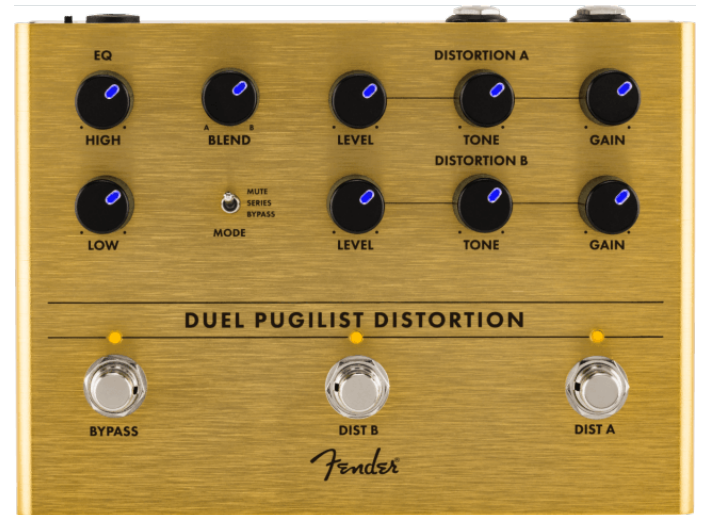 EQ
DISTORTION A
A B
HIGH BLEND LEVEL TONE GAIN
DISTORTION B
MUTE
SERIES
BYPASS
MODE
LOW LEVEL TONE GAIN
DUEL PUGILIST DISTORTION
BYPASS DIST B DIST A
Fender